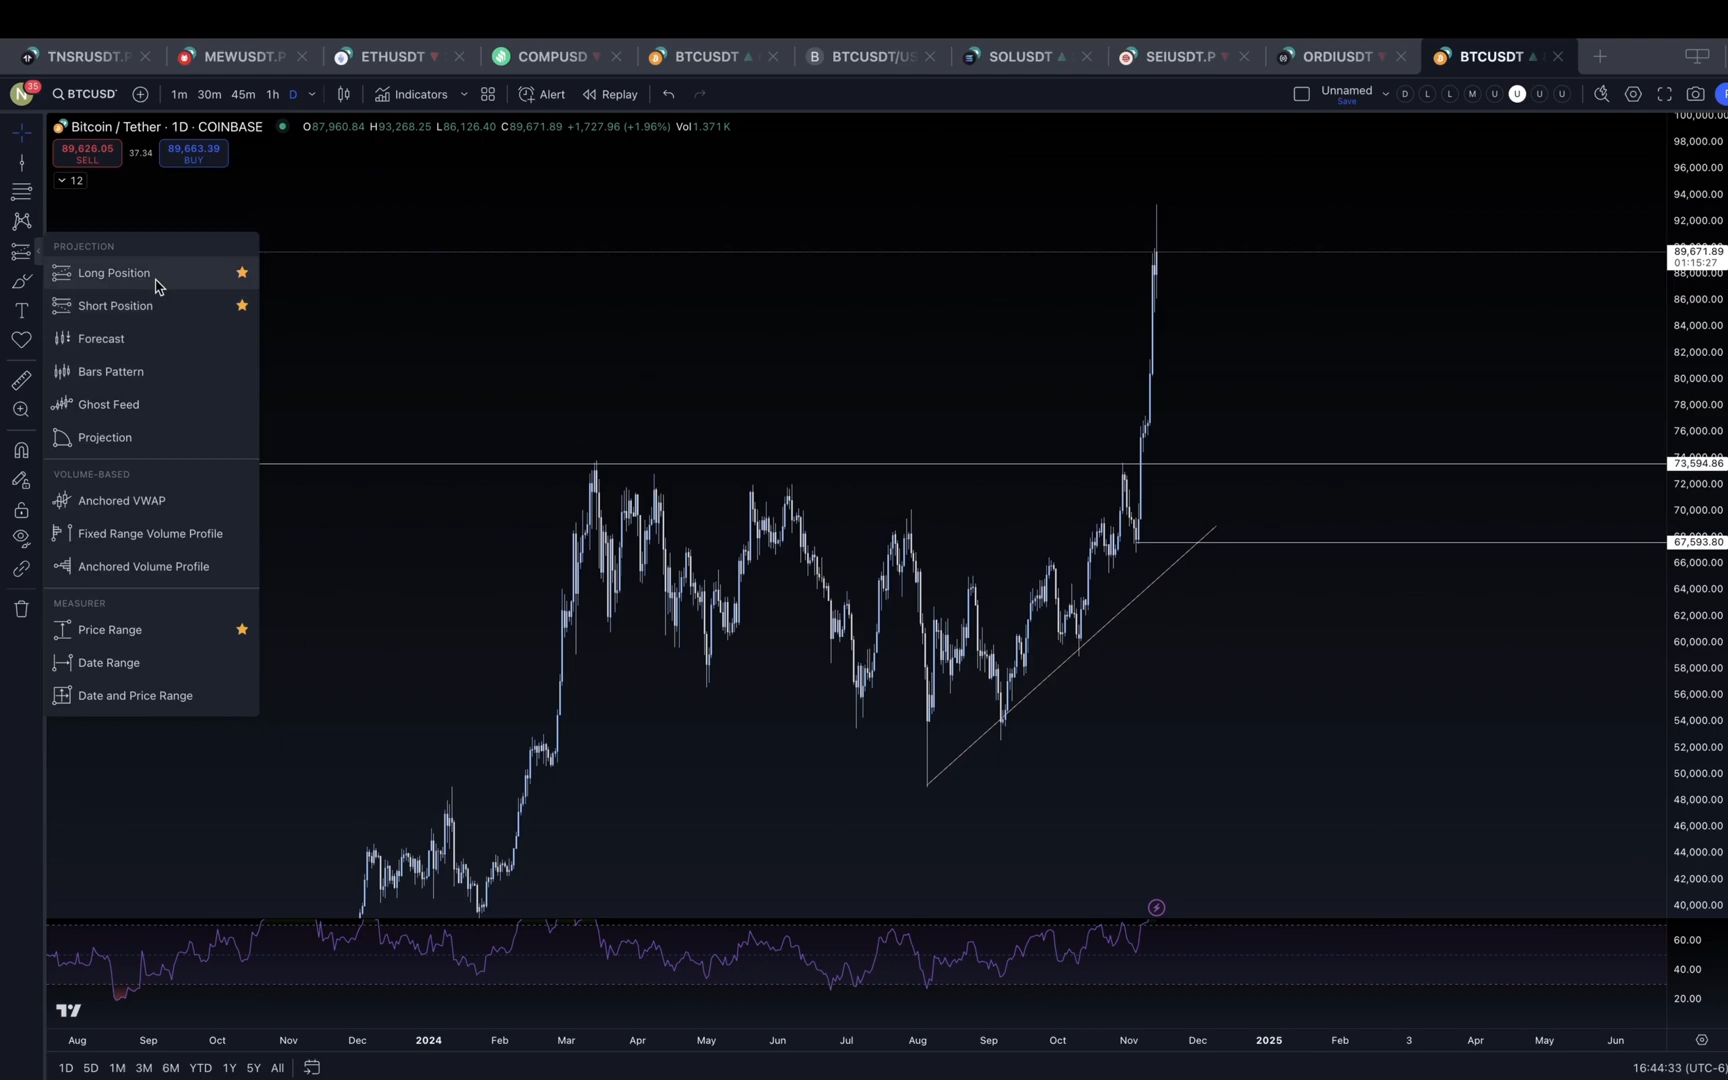 TNSRUSDT.P
MEWUSDT.P
ETHUSDT
COMPUSD
BTCUSDT
BTCUSDT/US
SOLUSDT
SEIUSDT.P
ORDIUSDT
BTCUSDT
N 35
BTCUSD
1m 30m 45m 1h D
Indicators
Alert
Replay
Unnamed
Save
D L L M U U U U
Bitcoin / Tether · 1D · COINBASE
O87,960.84 H93,268.25 L86,126.40 C89,671.89 +1,727.96 (+1.96%) Vol1.371 K
89,626.05
SELL
37.34
89,663.39
BUY
12
PROJECTION
Long Position
Short Position
Forecast
Bars Pattern
Ghost Feed
Projection
VOLUME-BASED
Anchored VWAP
Fixed Range Volume Profile
Anchored Volume Profile
MEASURER
Price Range
Date Range
Date and Price Range
100,000.00
98,000.00
96,000.00
94,000.00
92,000.00
89,671.89
01:15:27
88,000.00
86,000.00
84,000.00
82,000.00
80,000.00
78,000.00
76,000.00
73,594.86
72,000.00
70,000.00
67,593.80
66,000.00
64,000.00
62,000.00
60,000.00
58,000.00
56,000.00
54,000.00
52,000.00
50,000.00
48,000.00
46,000.00
44,000.00
42,000.00
40,000.00
60.00
40.00
20.00
Aug Sep Oct Nov Dec 2024 Feb Mar Apr May Jun Jul Aug Sep Oct Nov Dec 2025 Feb 3 Apr May Jun
1D 5D 1M 3M 6M YTD 1Y 5Y All
16:44:33 (UTC-6